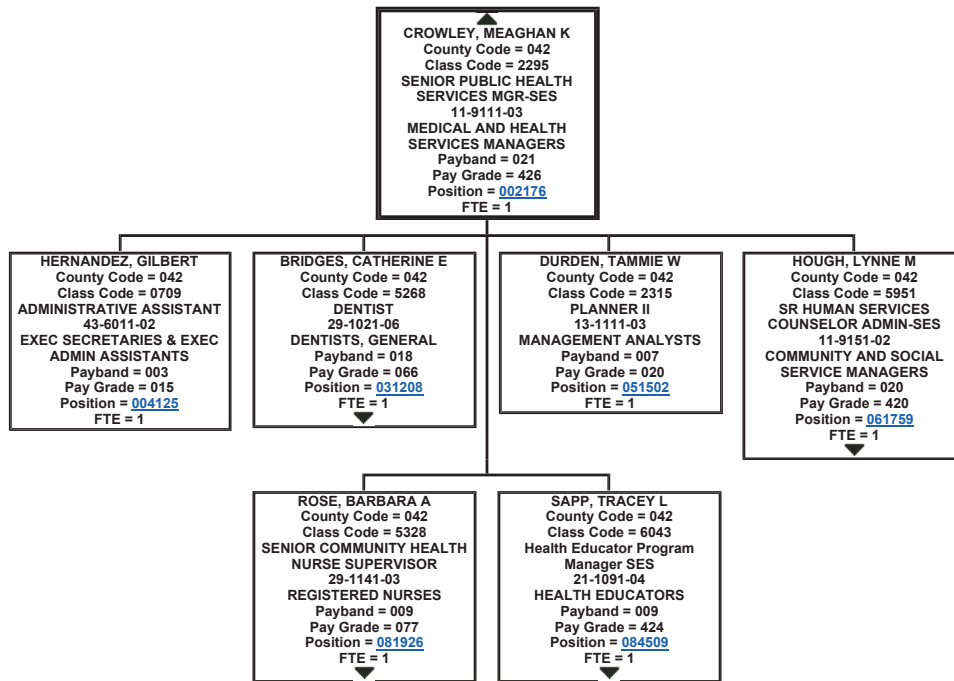 CROWLEY, MEAGHAN K
County Code = 042
Class Code = 2295
SENIOR PUBLIC HEALTH
SERVICES MGR-SES
11-9111-03
MEDICAL AND HEALTH
SERVICES MANAGERS
Payband = 021
Pay Grade = 426
Position = 002176
FTE = 1
HERNANDEZ, GILBERT
County Code = 042
Class Code = 0709
ADMINISTRATIVE ASSISTANT
43-6011-02
EXEC SECRETARIES & EXEC
ADMIN ASSISTANTS
Payband = 003
Pay Grade = 015
Position = 004125
FTE = 1
BRIDGES, CATHERINE E
County Code = 042
Class Code = 5268
DENTIST
29-1021-06
DENTISTS, GENERAL
Payband = 018
Pay Grade = 066
Position = 031208
FTE = 1
DURDEN, TAMMIE W
County Code = 042
Class Code = 2315
PLANNER II
13-1111-03
MANAGEMENT ANALYSTS
Payband = 007
Pay Grade = 020
Position = 051502
FTE = 1
HOUGH, LYNNE M
County Code = 042
Class Code = 5951
SR HUMAN SERVICES
COUNSELOR ADMIN-SES
11-9151-02
COMMUNITY AND SOCIAL
SERVICE MANAGERS
Payband = 020
Pay Grade = 420
Position = 061759
FTE = 1
ROSE, BARBARA A
County Code = 042
Class Code = 5328
SENIOR COMMUNITY HEALTH
NURSE SUPERVISOR
29-1141-03
REGISTERED NURSES
Payband = 009
Pay Grade = 077
Position = 081926
FTE = 1
SAPP, TRACEY L
County Code = 042
Class Code = 6043
Health Educator Program
Manager SES
21-1091-04
HEALTH EDUCATORS
Payband = 009
Pay Grade = 424
Position = 084509
FTE = 1